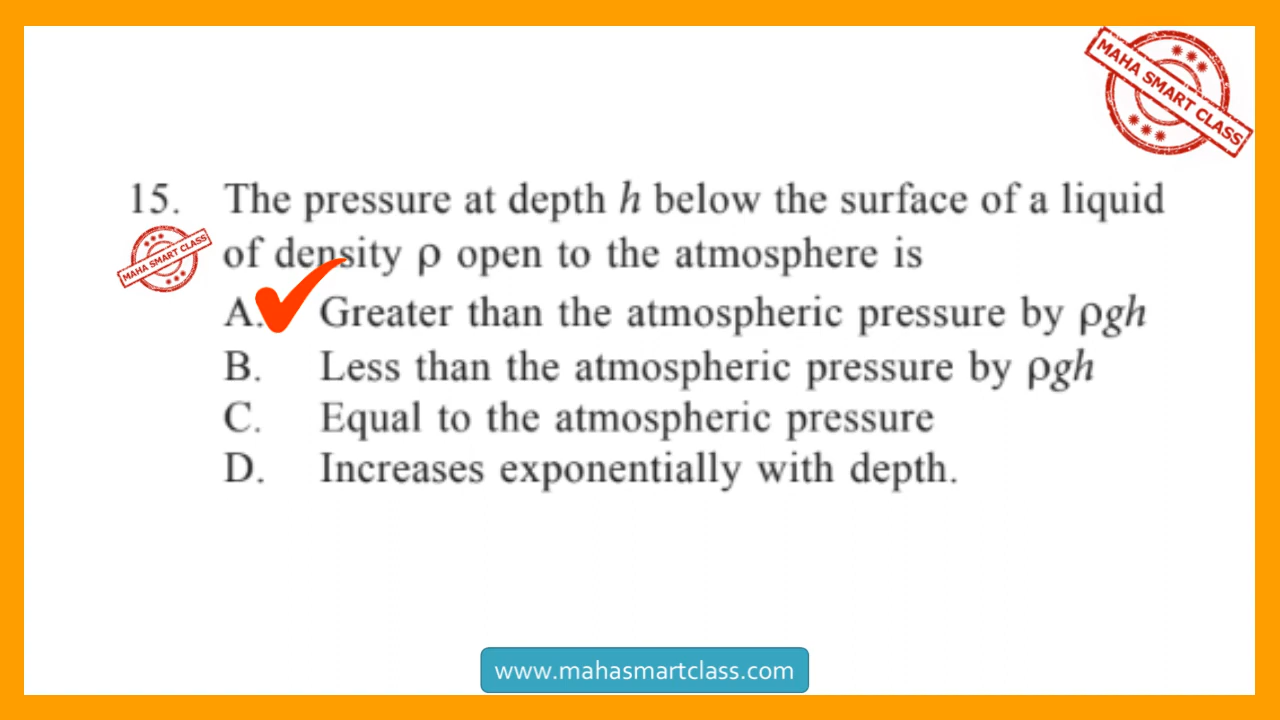 MAHA SMART CLASS
15. The pressure at depth h below the surface of a liquid
MAHA SMART CLASS
of density ρ open to the atmosphere is
A. Greater than the atmospheric pressure by ρgh
B. Less than the atmospheric pressure by ρgh
C. Equal to the atmospheric pressure
D. Increases exponentially with depth.
www.mahasmartclass.com